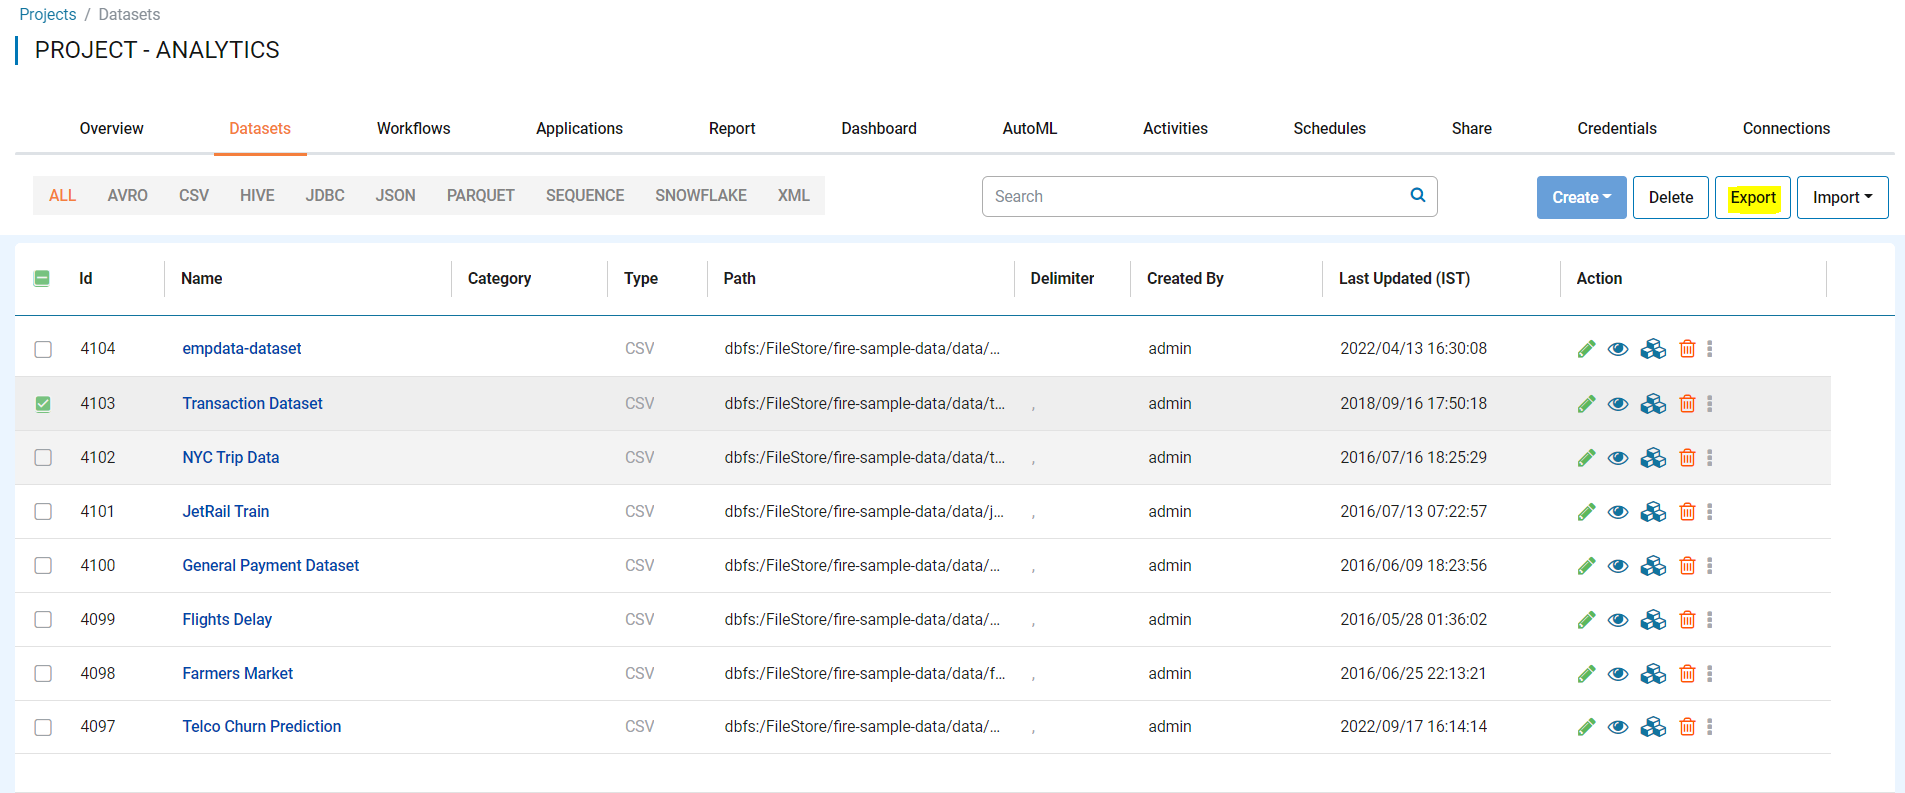 Projects / Datasets
PROJECT - ANALYTICS
Overview Datasets Workflows Applications Report Dashboard AutoML Activities Schedules Share Credentials Connections
ALL AVRO CSV HIVE JDBC JSON PARQUET SEQUENCE SNOWFLAKE XML Search Create Delete Export Import
Id Name Category Type Path Delimiter Created By Last Updated (IST) Action
4104 empdata-dataset CSV dbfs:/FileStore/fire-sample-data/data/... admin 2022/04/13 16:30:08
4103 Transaction Dataset CSV dbfs:/FileStore/fire-sample-data/data/t... , admin 2018/09/16 17:50:18
4102 NYC Trip Data CSV dbfs:/FileStore/fire-sample-data/data/t... , admin 2016/07/16 18:25:29
4101 JetRail Train CSV dbfs:/FileStore/fire-sample-data/data/j... , admin 2016/07/13 07:22:57
4100 General Payment Dataset CSV dbfs:/FileStore/fire-sample-data/data/... , admin 2016/06/09 18:23:56
4099 Flights Delay CSV dbfs:/FileStore/fire-sample-data/data/... , admin 2016/05/28 01:36:02
4098 Farmers Market CSV dbfs:/FileStore/fire-sample-data/data/f... , admin 2016/06/25 22:13:21
4097 Telco Churn Prediction CSV dbfs:/FileStore/fire-sample-data/data/... , admin 2022/09/17 16:14:14